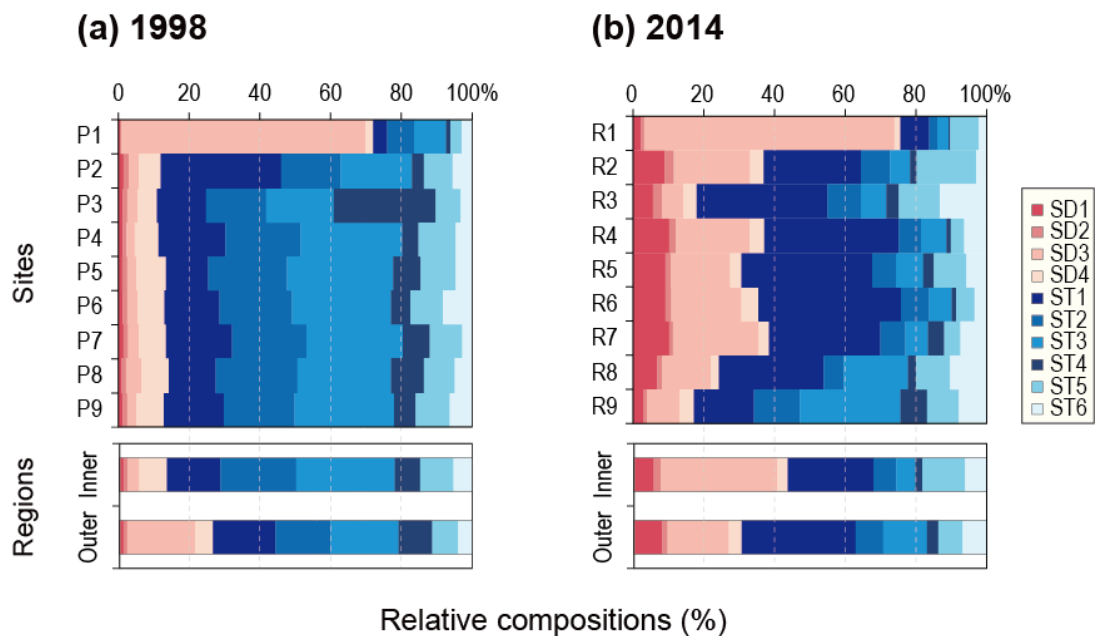 (a) 1998
(b) 2014
0 20 40 60 80 100%
0 20 40 60 80 100%
P1
P2
P3
P4
P5
P6
P7
P8
P9
R1
R2
R3
R4
R5
R6
R7
R8
R9
Sites
Inner
Outer
Regions
Inner
Outer
SD1
SD2
SD3
SD4
ST1
ST2
ST3
ST4
ST5
ST6
Relative compositions (%)